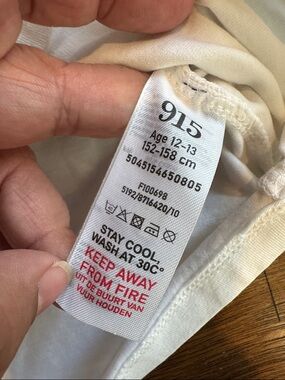 915
Age 12-13
152-158 cm
5045154650805
F100698
5192/8716420/10
STAY COOL,
WASH AT 30C°
KEEP AWAY
FROM FIRE
UIT DE BUURT VAN
VUUR HOUDEN